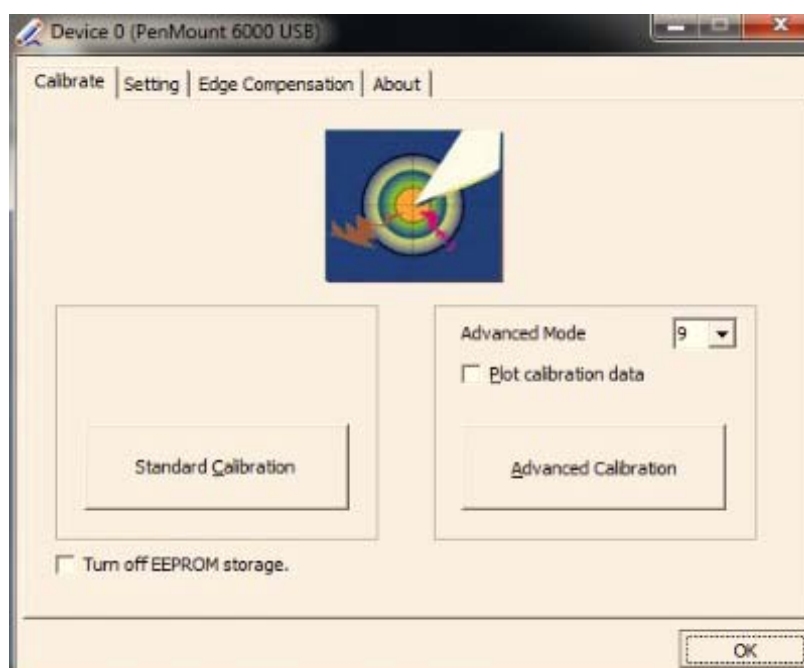 Device 0 (PenMount 6000 USB)
Calibrate Setting Edge Compensation About
Advanced Mode 9
Plot calibration data
Standard Calibration Advanced Calibration
Turn off EEPROM storage.
OK